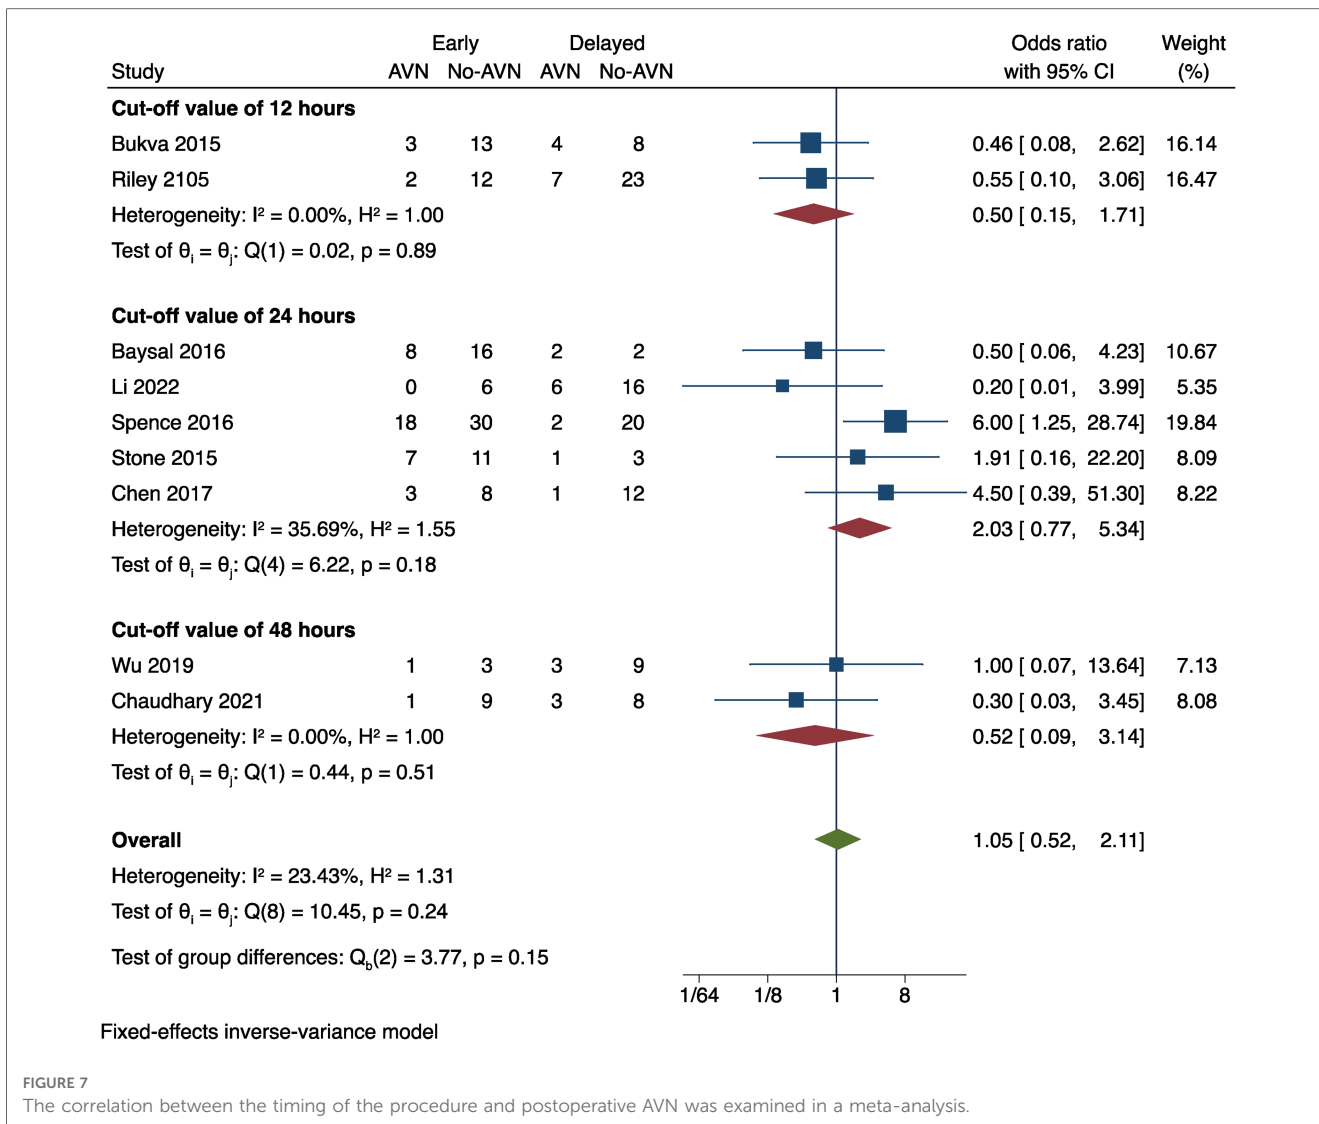 Early Delayed Odds ratio Weight
Study AVN No-AVN AVN No-AVN with 95% CI (%)
Cut-off value of 12 hours
Bukva 2015 3 13 4 8 0.46 [ 0.08, 2.62] 16.14
Riley 2105 2 12 7 23 0.55 [ 0.10, 3.06] 16.47
Heterogeneity: I² = 0.00%, H² = 1.00 0.50 [ 0.15, 1.71]
Test of θi = θj: Q(1) = 0.02, p = 0.89
Cut-off value of 24 hours
Baysal 2016 8 16 2 2 0.50 [ 0.06, 4.23] 10.67
Li 2022 0 6 6 16 0.20 [ 0.01, 3.99] 5.35
Spence 2016 18 30 2 20 6.00 [ 1.25, 28.74] 19.84
Stone 2015 7 11 1 3 1.91 [ 0.16, 22.20] 8.09
Chen 2017 3 8 1 12 4.50 [ 0.39, 51.30] 8.22
Heterogeneity: I² = 35.69%, H² = 1.55 2.03 [ 0.77, 5.34]
Test of θi = θj: Q(4) = 6.22, p = 0.18
Cut-off value of 48 hours
Wu 2019 1 3 3 9 1.00 [ 0.07, 13.64] 7.13
Chaudhary 2021 1 9 3 8 0.30 [ 0.03, 3.45] 8.08
Heterogeneity: I² = 0.00%, H² = 1.00 0.52 [ 0.09, 3.14]
Test of θi = θj: Q(1) = 0.44, p = 0.51
Overall 1.05 [ 0.52, 2.11]
Heterogeneity: I² = 23.43%, H² = 1.31
Test of θi = θj: Q(8) = 10.45, p = 0.24
Test of group differences: Qb(2) = 3.77, p = 0.15
1/64 1/8 1 8
Fixed-effects inverse-variance model
FIGURE 7
The correlation between the timing of the procedure and postoperative AVN was examined in a meta-analysis.